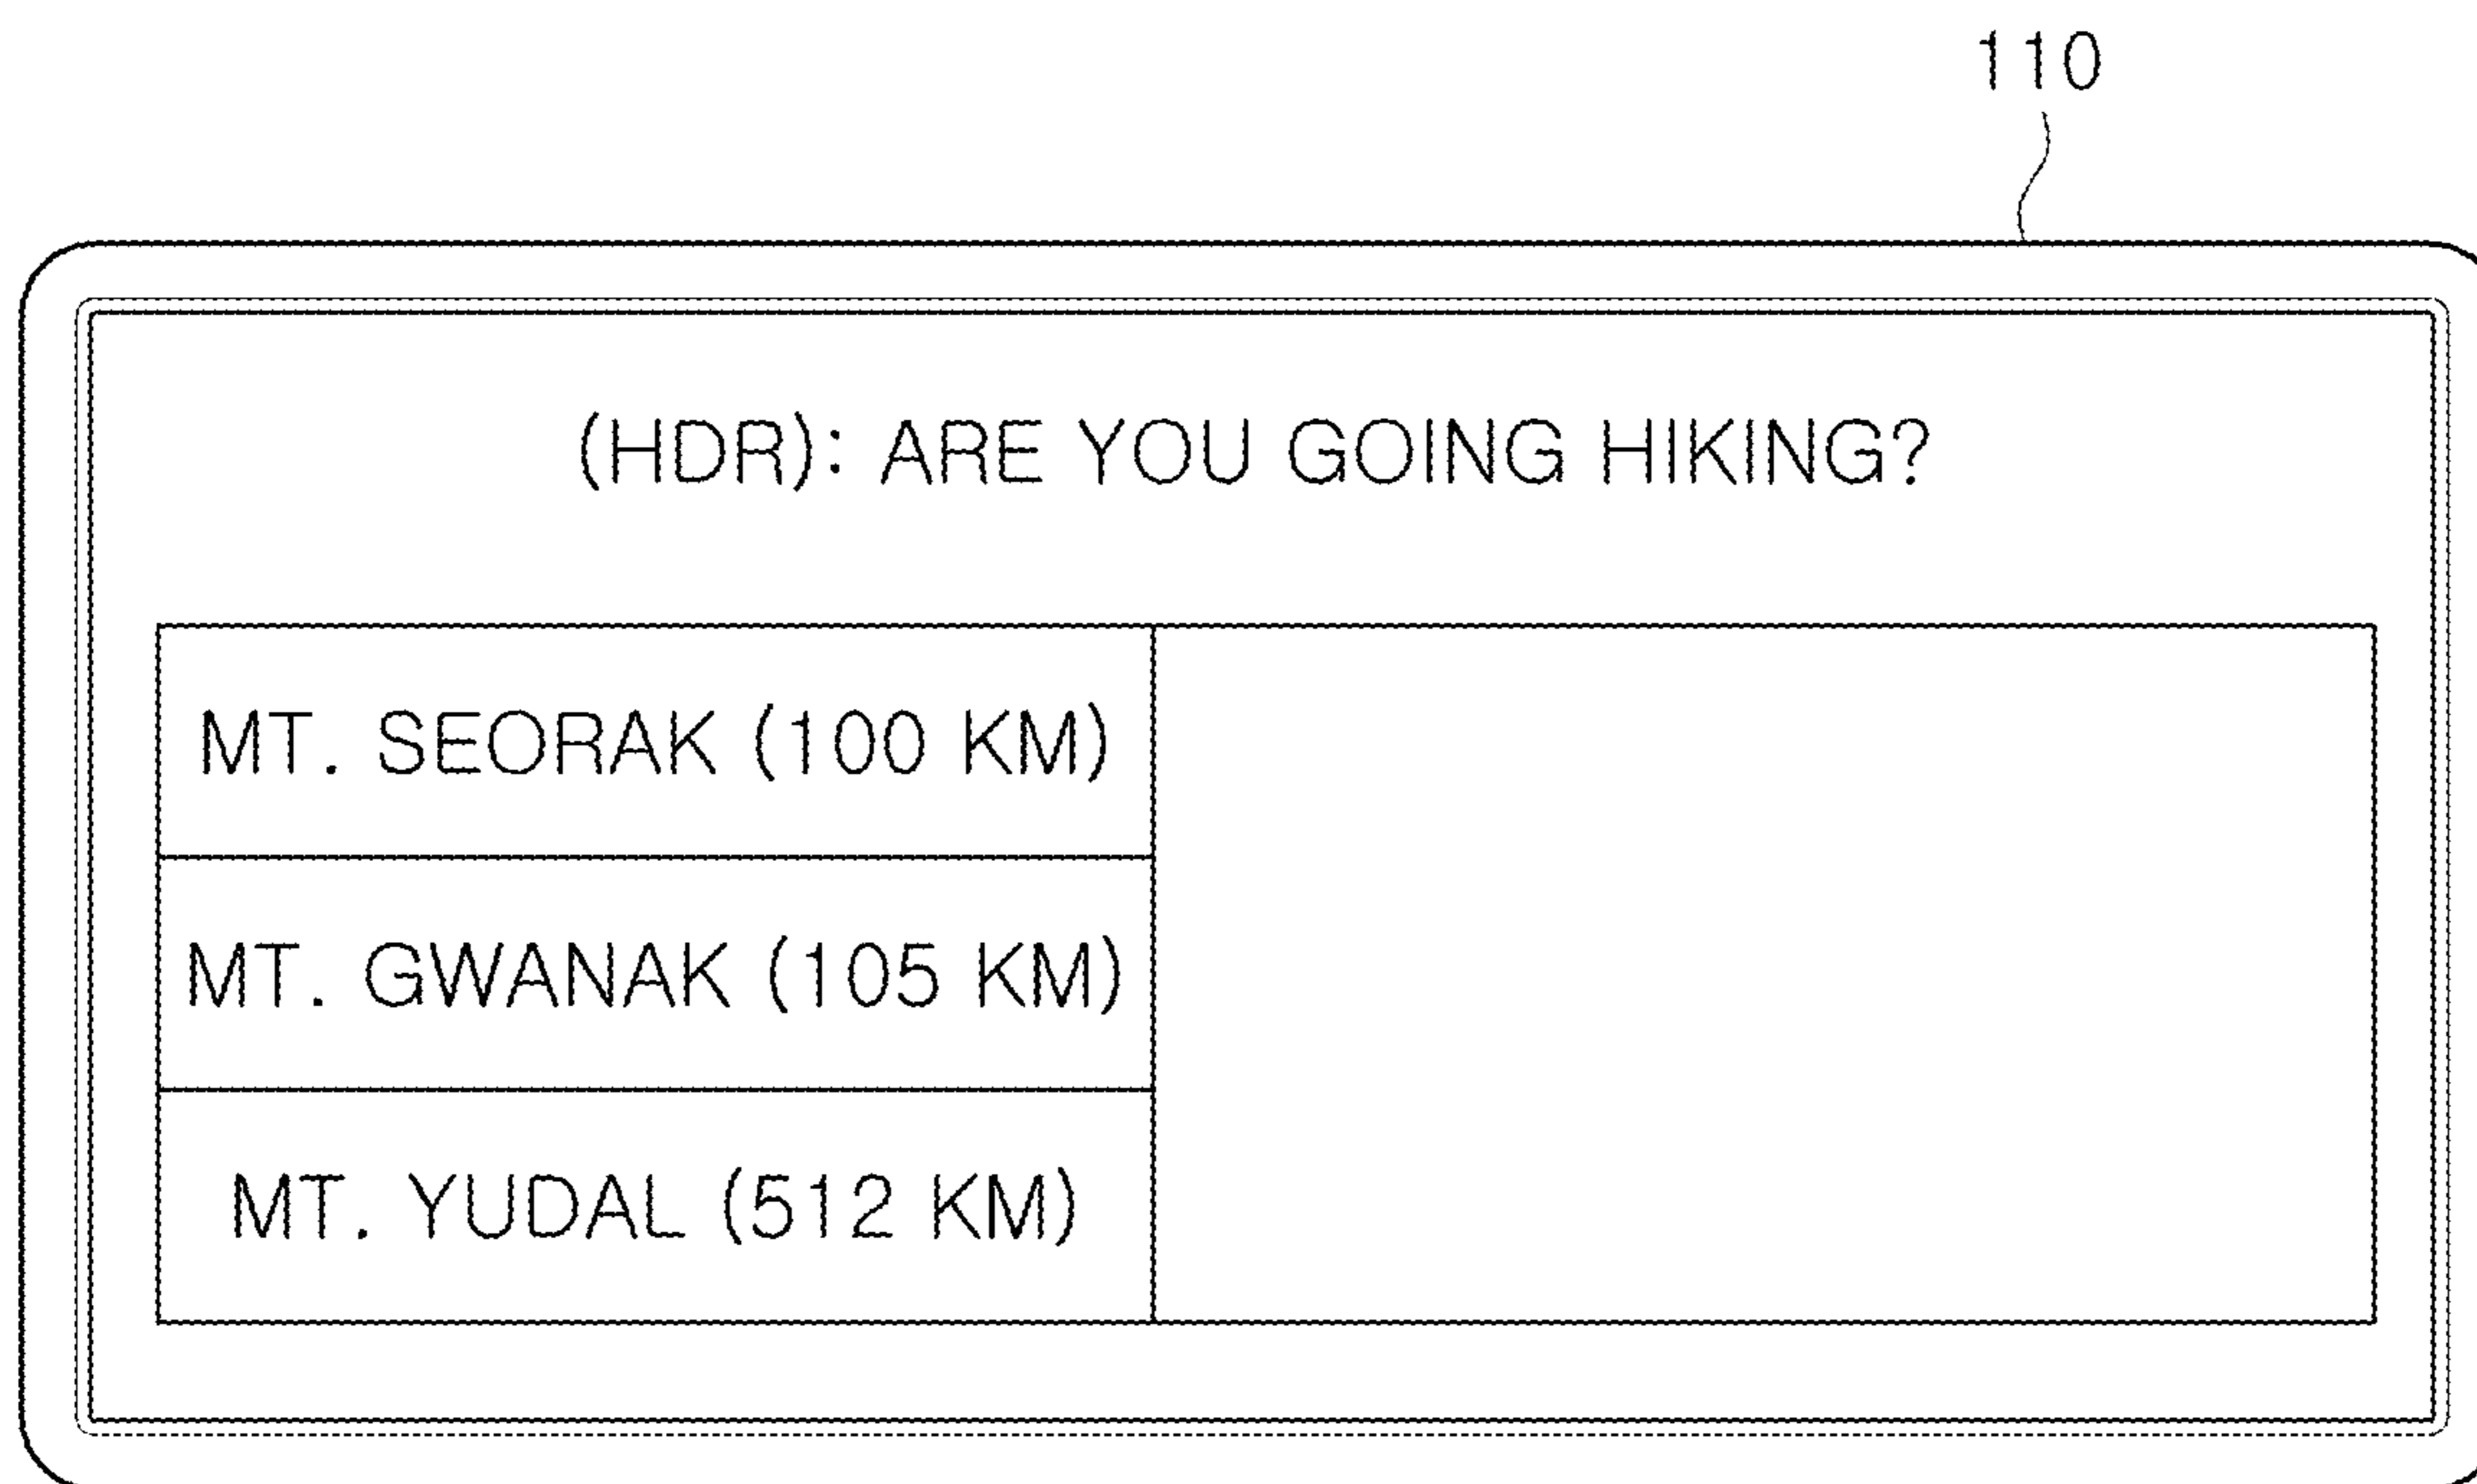 110
(HDR): ARE YOU GOING HIKING?
MT. SEORAK (100 KM)
MT. GWANAK (105 KM)
MT. YUDAL (512 KM)